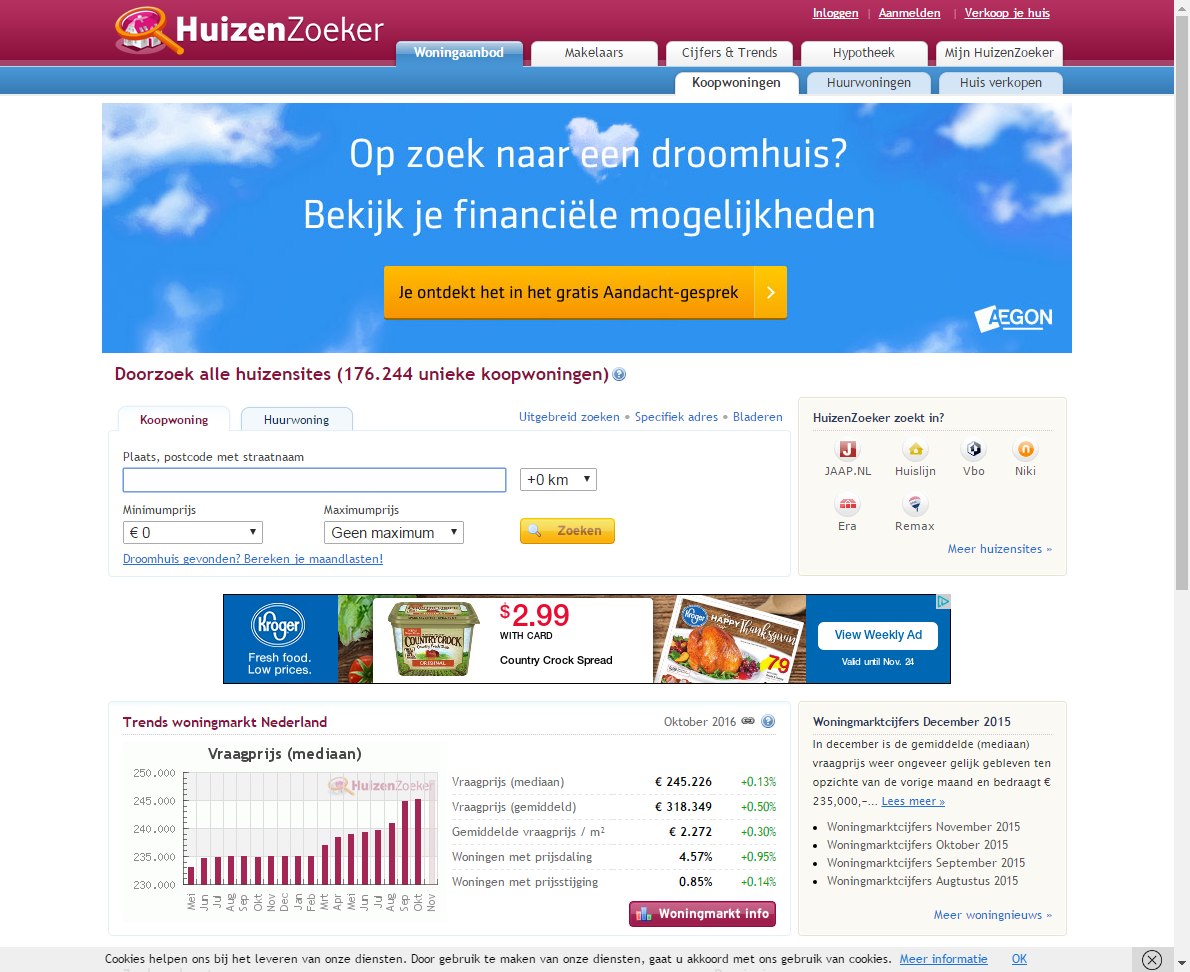 HuizenZoeker
Inloggen | Aanmelden | Verkoop je huis
Woningaanbod Makelaars Cijfers & Trends Hypotheek Mijn HuizenZoeker
Koopwoningen Huurwoningen Huis verkopen
Op zoek naar een droomhuis?
Bekijk je financiële mogelijkheden
Je ontdekt het in het gratis Aandacht-gesprek
AEGON
Doorzoek alle huizensites (176.244 unieke koopwoningen)
Koopwoning Huurwoning
Uitgebreid zoeken • Specifiek adres • Bladeren
Plaats, postcode met straatnaam
+0 km
Minimumprijs Maximumprijs
€ 0 Geen maximum Zoeken
Droomhuis gevonden? Bereken je maandlasten!
HuizenZoeker zoekt in?
JAAP.NL Huislijn Vbo Niki
Era Remax
Meer huizensites »
Kroger
Fresh food.
Low prices.
COUNTRY CROCK
ORIGINAL
$2.99
WITH CARD
Country Crock Spread
Kroger
HAPPY Thanksgiving
79
View Weekly Ad
Valid until Nov. 24
Trends woningmarkt Nederland
Oktober 2016
Vraagprijs (mediaan)
HuizenZoeker
250.000
245.000
240.000
235.000
230.000
Mei Jun Jul Aug Sep Okt Nov Dec Jan Feb Mrt Apr Mei Jun Jul Aug Sep Okt Nov
Vraagprijs (mediaan) € 245.226 +0.13%
Vraagprijs (gemiddeld) € 318.349 +0.50%
Gemiddelde vraagprijs / m² € 2.272 +0.30%
Woningen met prijsdaling 4.57% +0.95%
Woningen met prijsstijging 0.85% +0.14%
Woningmarkt info
Woningmarktcijfers December 2015
In december is de gemiddelde (mediaan)
vraagprijs weer ongeveer gelijk gebleven ten
opzichte van de vorige maand en bedraagt €
235,000,-... Lees meer »
• Woningmarktcijfers November 2015
• Woningmarktcijfers Oktober 2015
• Woningmarktcijfers September 2015
• Woningmarktcijfers Augtustus 2015
Meer woningnieuws »
Cookies helpen ons bij het leveren van onze diensten. Door gebruik te maken van onze diensten, gaat u akkoord met ons gebruik van cookies. Meer informatie OK